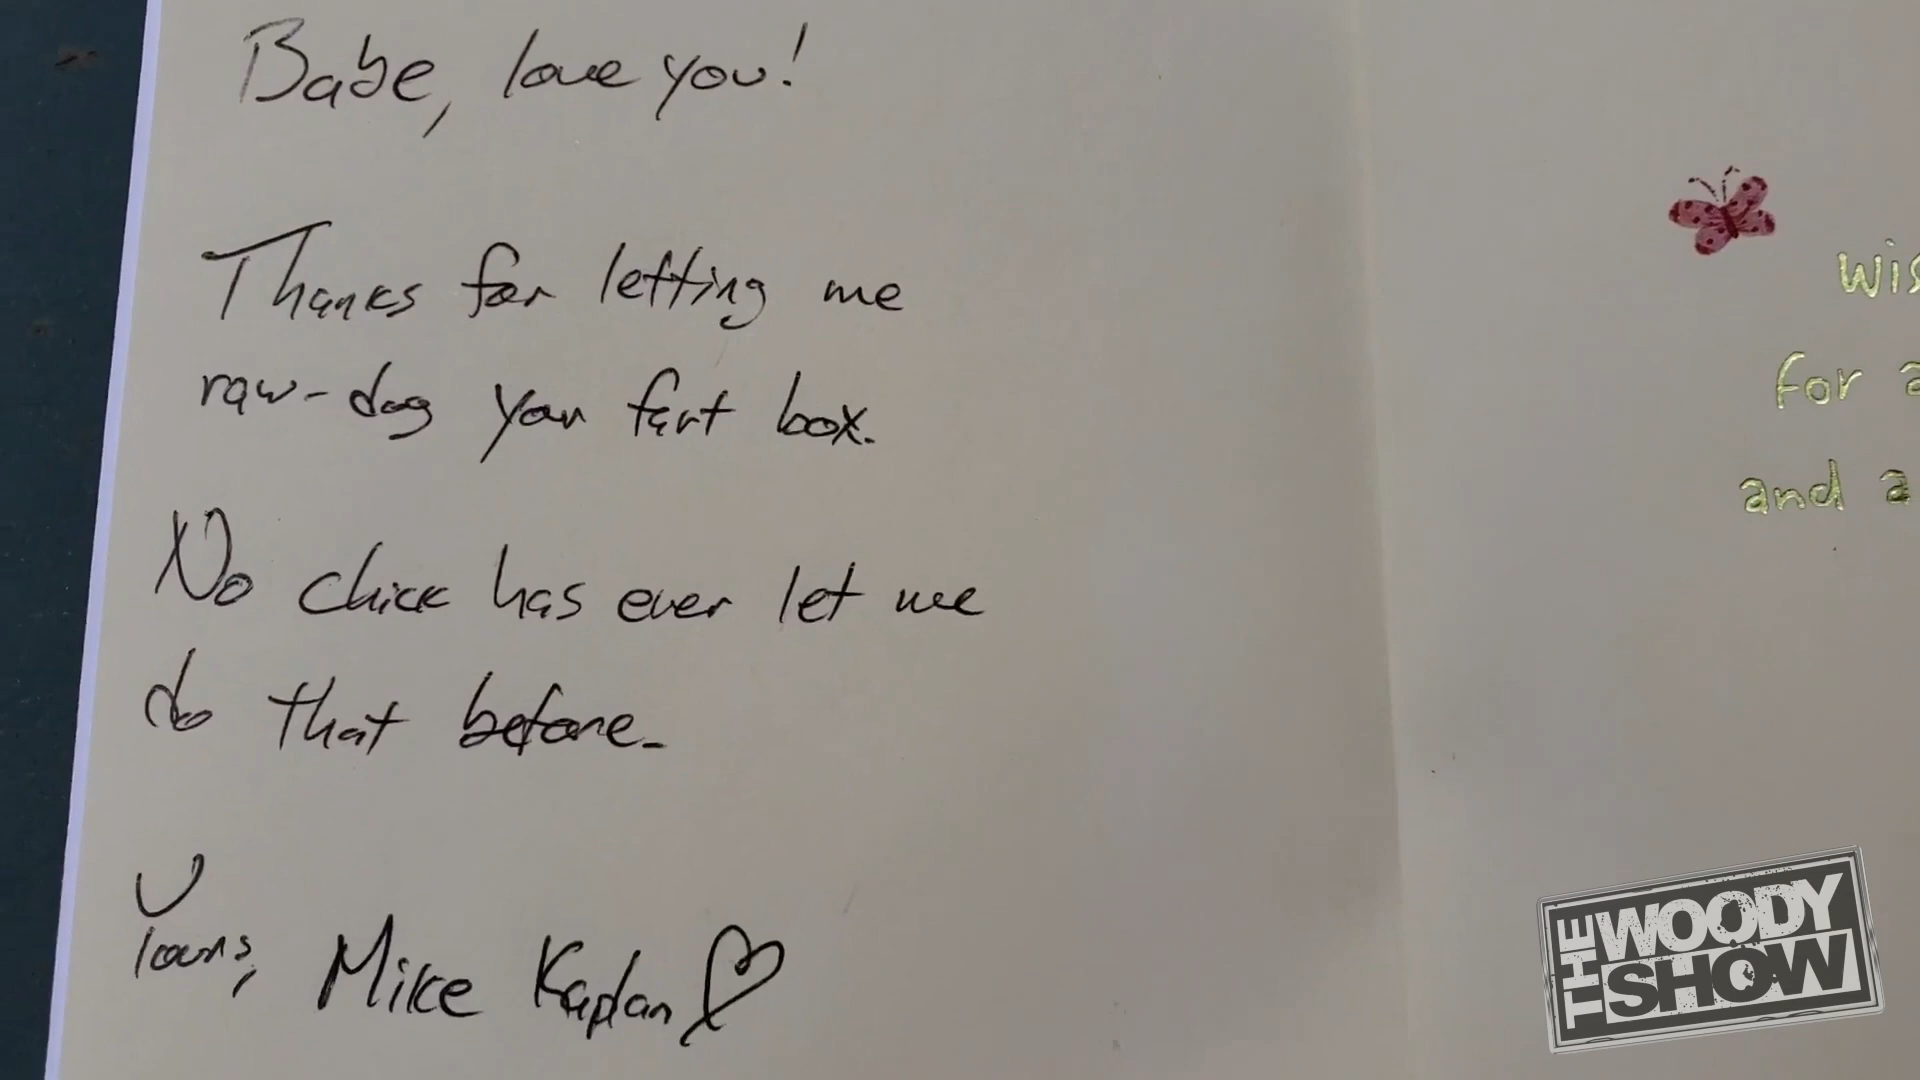 Babe, love you!
Thanks for letting me
raw-dog your fart box.
No chick has ever let me
do that before.
Yours, Mike Kaplan
for a
and a
THE WOODY SHOW